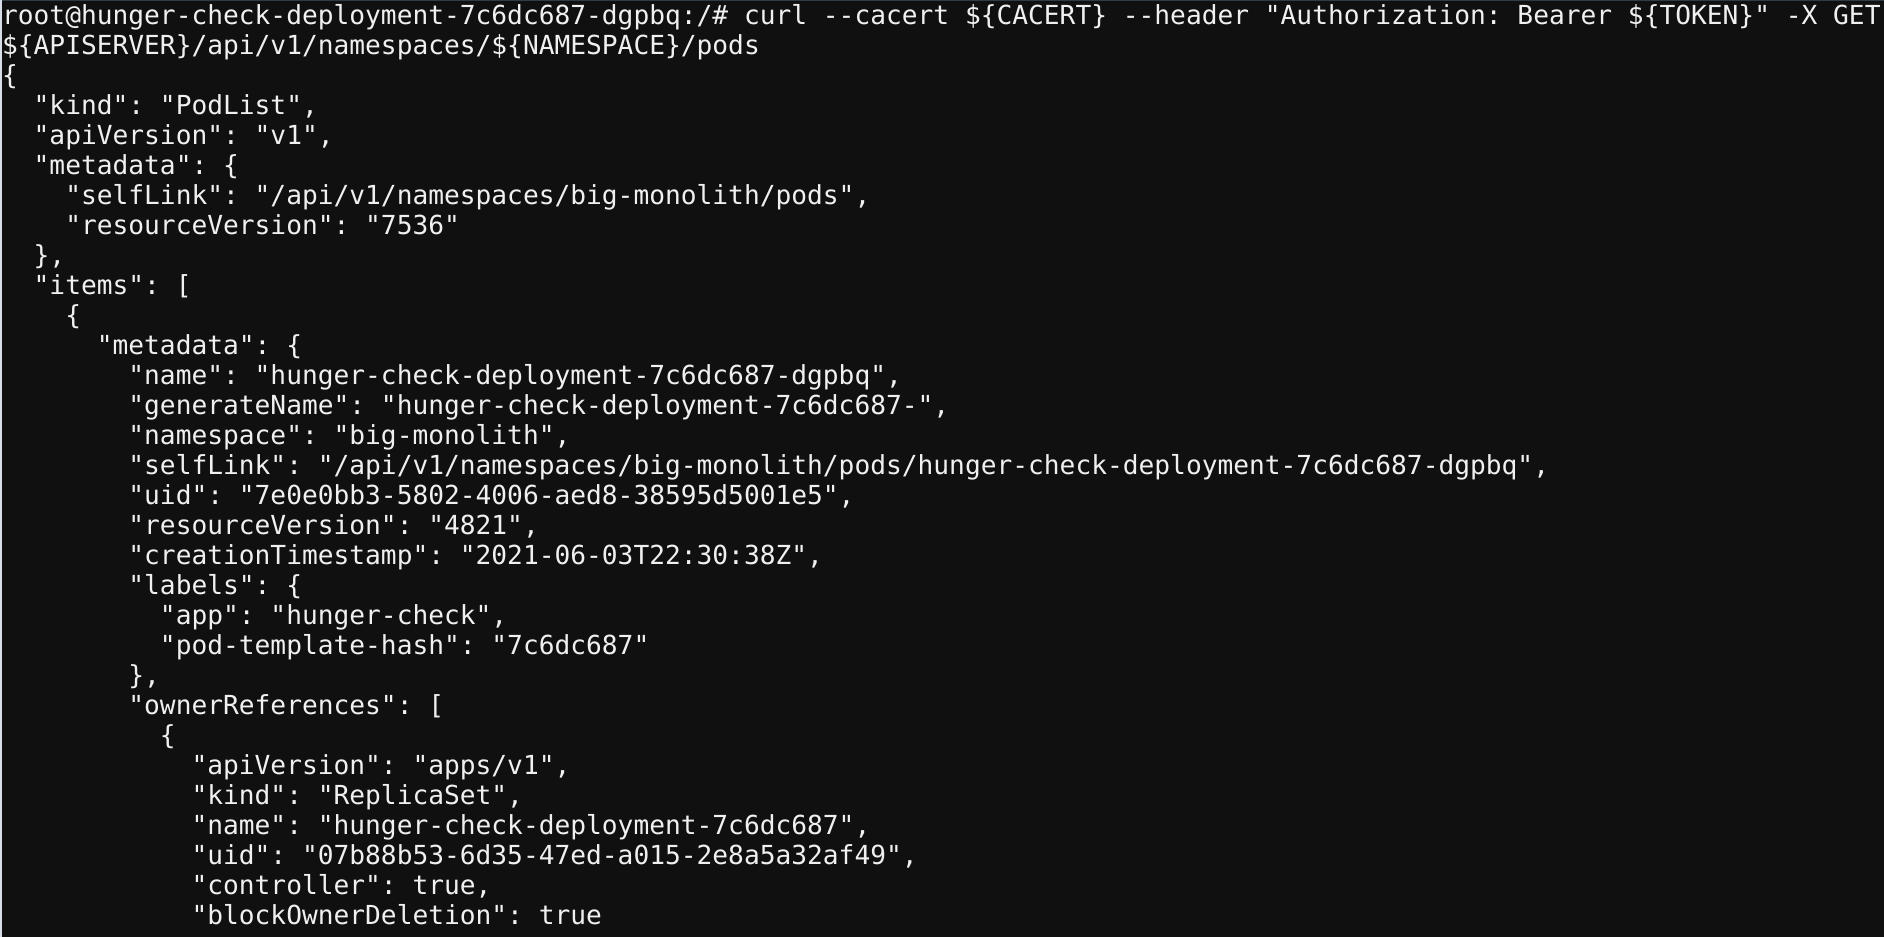 root@hunger-check-deployment-7c6dc687-dgpbq:/# curl --cacert ${CACERT} --header "Authorization: Bearer ${TOKEN}" -X GET
${APISERVER}/api/v1/namespaces/${NAMESPACE}/pods
{
  "kind": "PodList",
  "apiVersion": "v1",
  "metadata": {
    "selfLink": "/api/v1/namespaces/big-monolith/pods",
    "resourceVersion": "7536"
  },
  "items": [
    {
      "metadata": {
        "name": "hunger-check-deployment-7c6dc687-dgpbq",
        "generateName": "hunger-check-deployment-7c6dc687-",
        "namespace": "big-monolith",
        "selfLink": "/api/v1/namespaces/big-monolith/pods/hunger-check-deployment-7c6dc687-dgpbq",
        "uid": "7e0e0bb3-5802-4006-aed8-38595d5001e5",
        "resourceVersion": "4821",
        "creationTimestamp": "2021-06-03T22:30:38Z",
        "labels": {
          "app": "hunger-check",
          "pod-template-hash": "7c6dc687"
        },
        "ownerReferences": [
          {
            "apiVersion": "apps/v1",
            "kind": "ReplicaSet",
            "name": "hunger-check-deployment-7c6dc687",
            "uid": "07b88b53-6d35-47ed-a015-2e8a5a32af49",
            "controller": true,
            "blockOwnerDeletion": true